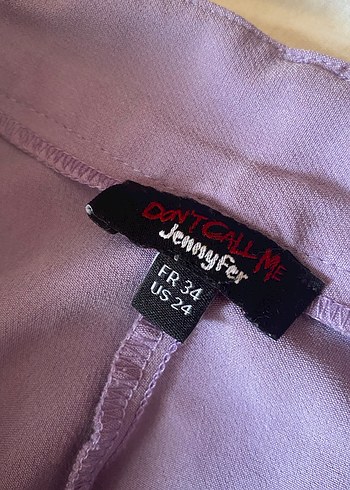 DON'T CALL ME
Jennyfer
FR 34
US 24